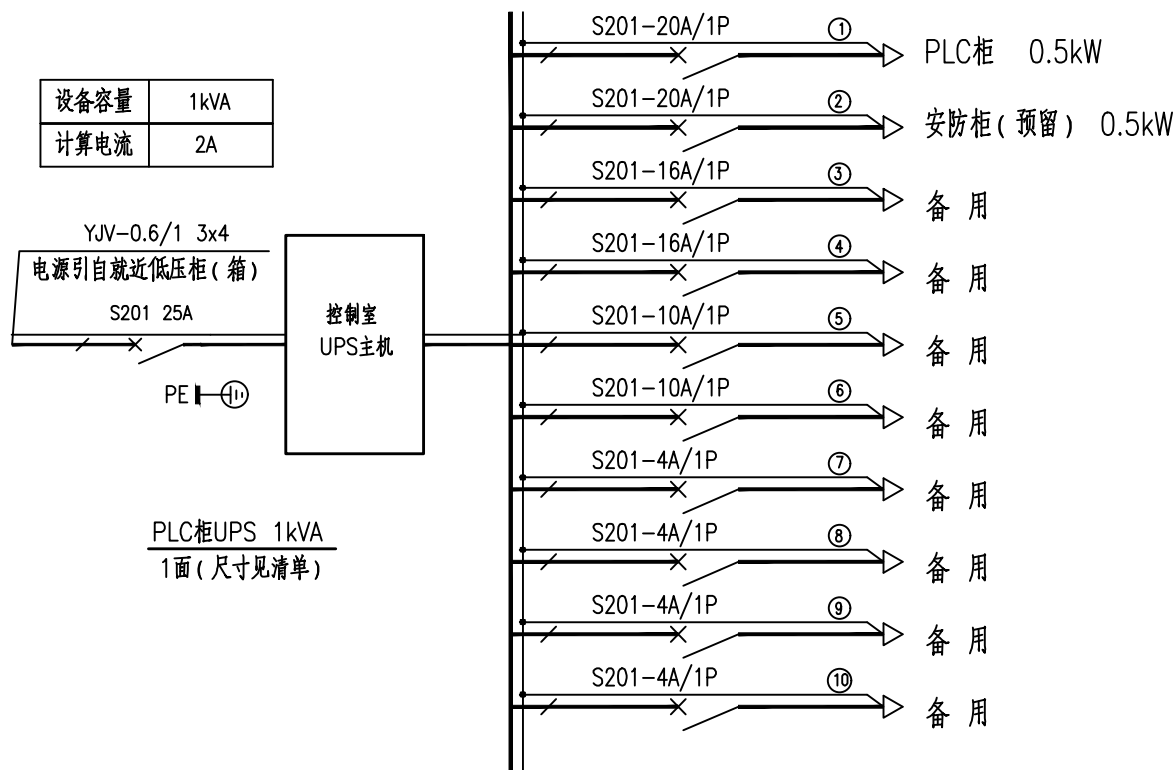 设备容量 1kVA
计算电流 2A
YJV-0.6/1 3x4
电源引自就近低压柜(箱)
S201 25A
PE
控制室
UPS主机
PLC柜UPS 1kVA
1面(尺寸见清单)
S201-20A/1P ① PLC柜 0.5kW
S201-20A/1P ② 安防柜(预留) 0.5kW
S201-16A/1P ③ 备用
S201-16A/1P ④ 备用
S201-10A/1P ⑤ 备用
S201-10A/1P ⑥ 备用
S201-4A/1P ⑦ 备用
S201-4A/1P ⑧ 备用
S201-4A/1P ⑨ 备用
S201-4A/1P ⑩ 备用